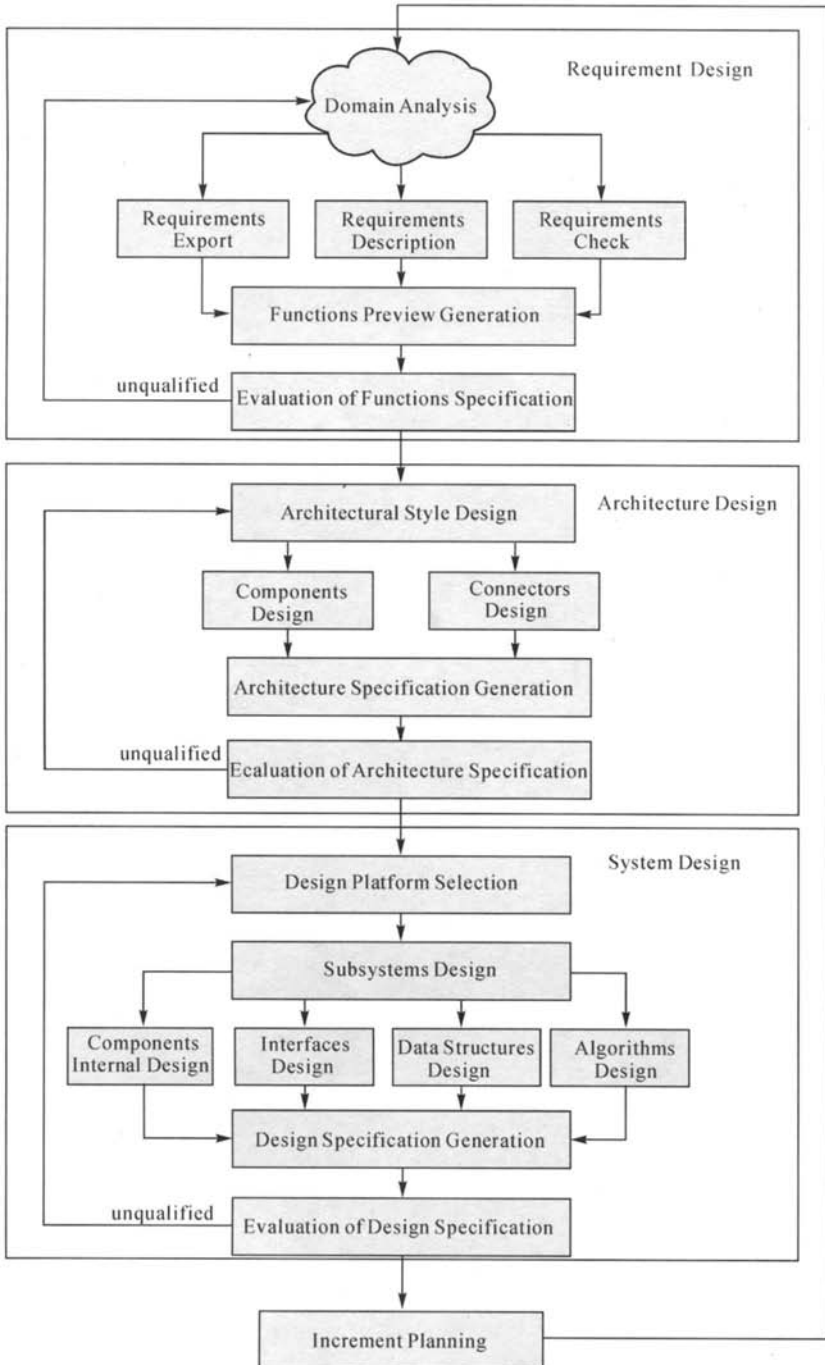 Requirement Design
Domain Analysis
Requirements
Export
Requirements
Description
Requirements
Check
Functions Preview Generation
unqualified
Evaluation of Functions Specification
Architectural Style Design
Architecture Design
Components
Design
Connectors
Design
Architecture Specification Generation
unqualified
Ecaluation of Architecture Specification
System Design
Design Platform Selection
Subsystems Design
Components
Internal Design
Interfaces
Design
Data Structures
Design
Algorithms
Design
Design Specification Generation
unqualified
Evaluation of Design Specification
Increment Planning